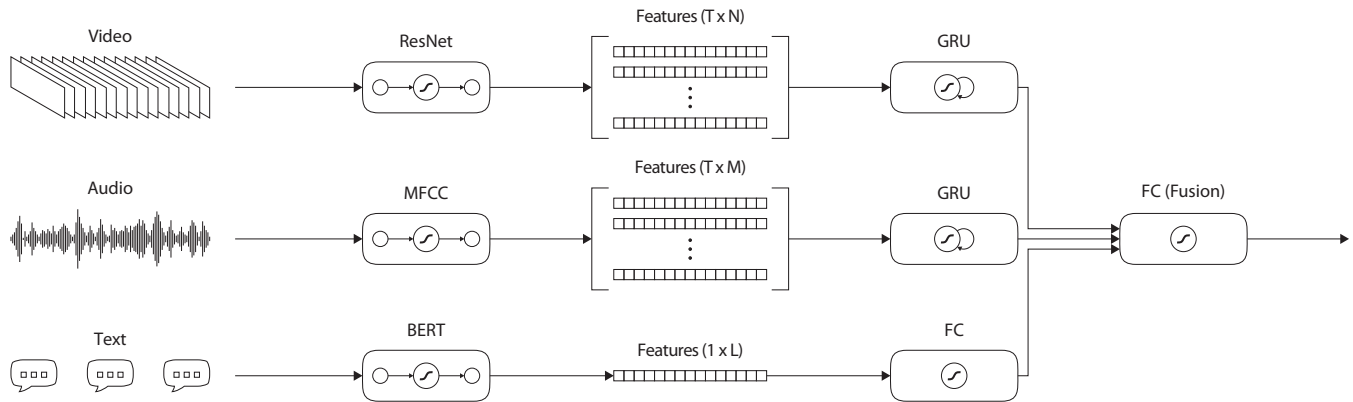 Video
ResNet
Features (T x N)
GRU
Audio
MFCC
Features (T x M)
GRU
FC (Fusion)
Text
BERT
Features (1 x L)
FC